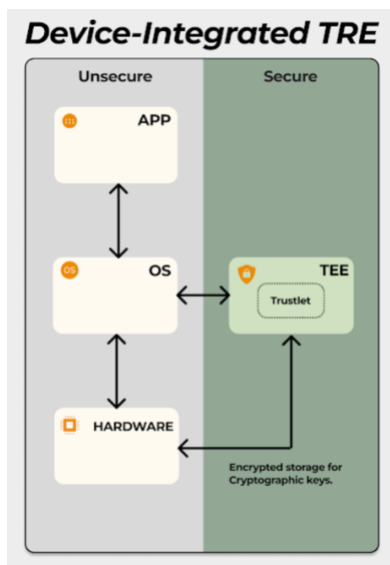 Device-Integrated TRE
Unsecure
Secure
APP
OS
OS
TEE
Trustlet
HARDWARE
Encrypted storage for
Cryptographic keys.